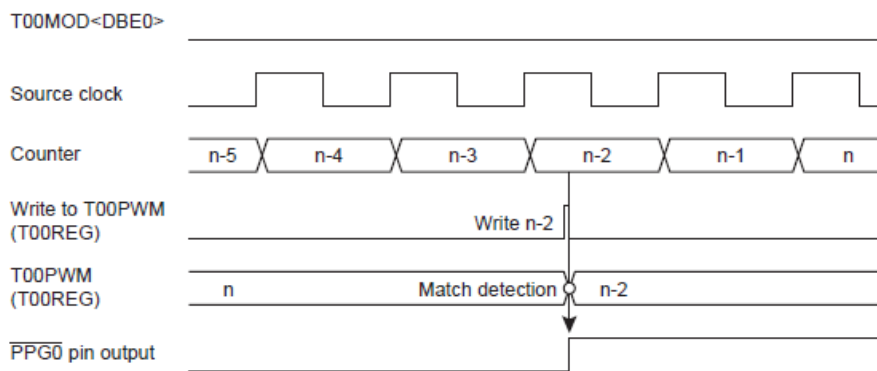 T00MOD<DBE0>
Source clock
Counter n-5 n-4 n-3 n-2 n-1 n
Write to T00PWM
(T00REG) Write n-2
T00PWM
(T00REG) n Match detection n-2
PPG0 pin output